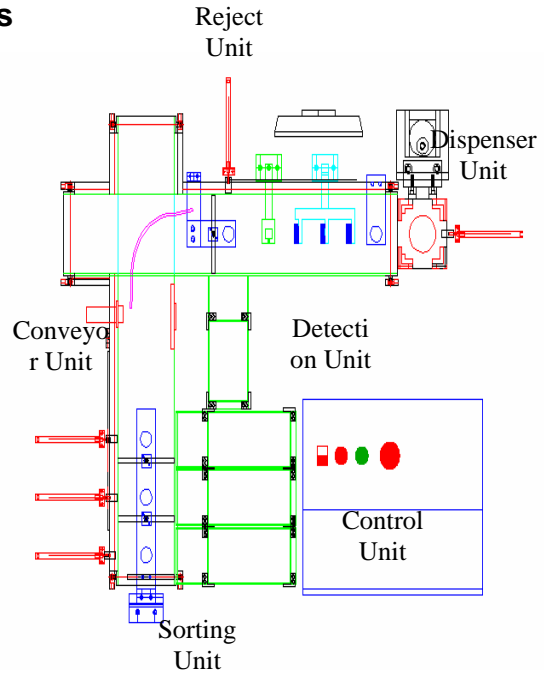 s
Reject
Unit
Dispenser
Unit
Conveyo
r Unit
Detecti
on Unit
Control
Unit
Sorting
Unit